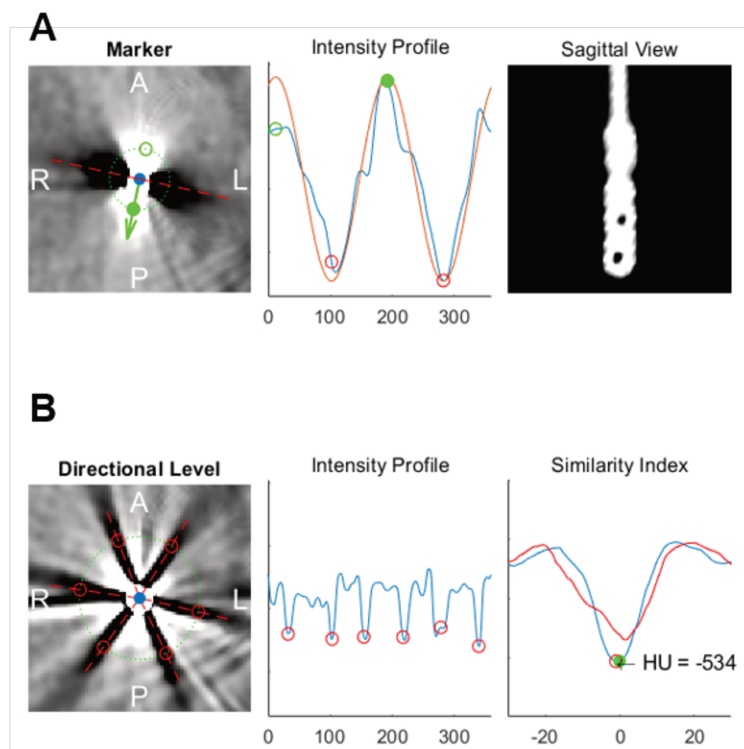 A
Marker
Intensity Profile
Sagittal View
A
R
L
P
0 100 200 300
B
Directional Level
Intensity Profile
Similarity Index
A
R
L
P
HU = -534
0 100 200 300
-20 0 20